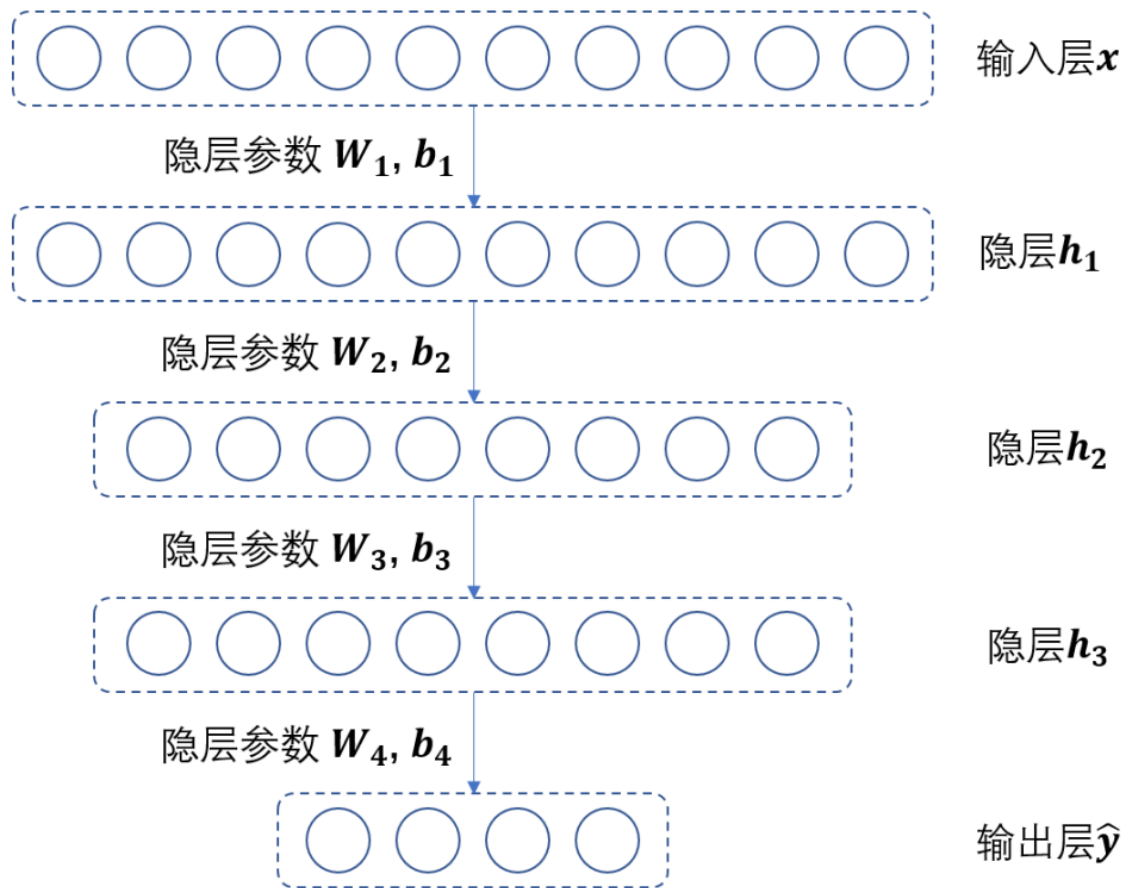 输入层x
隐层参数 W₁, b₁
隐层h₁
隐层参数 W₂, b₂
隐层h₂
隐层参数 W₃, b₃
隐层h₃
隐层参数 W₄, b₄
输出层ŷ